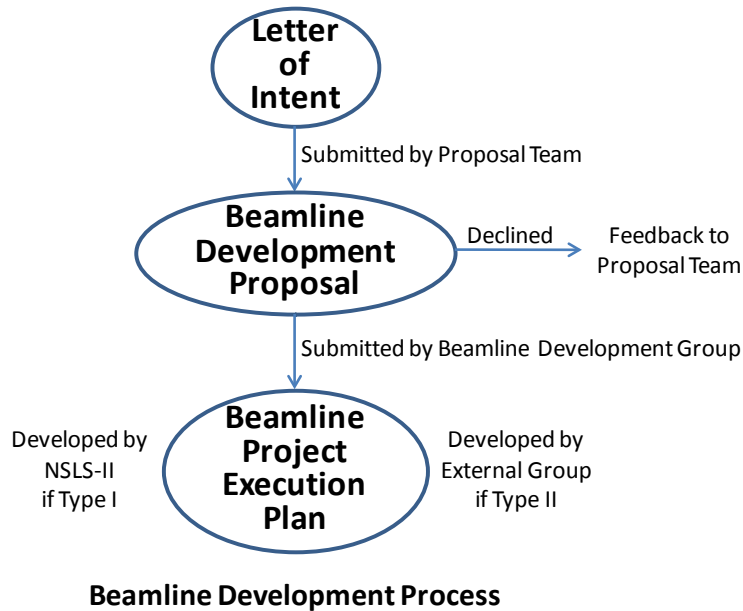 Letter
of
Intent
Submitted by Proposal Team
Beamline
Development
Proposal
Declined
Feedback to
Proposal Team
Submitted by Beamline Development Group
Developed by
NSLS-II
if Type I
Beamline
Project
Execution
Plan
Developed by
External Group
if Type II
Beamline Development Process